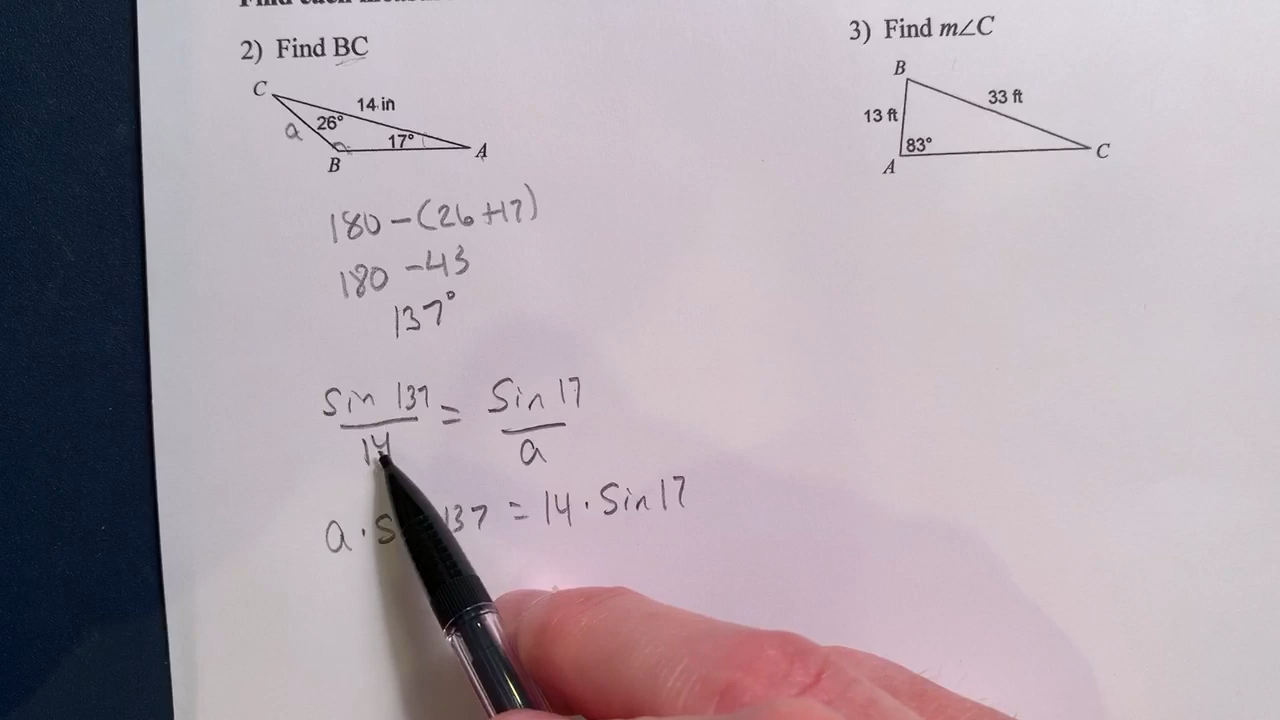 2) Find BC
C
14 in
26°
a
17°
B
A
180 - (26 + 17)
180 - 43
137°
Sin 137 = Sin 17
14 a
a · 137 = 14 · Sin 17
3) Find m∠C
B
33 ft
13 ft
83°
A
C